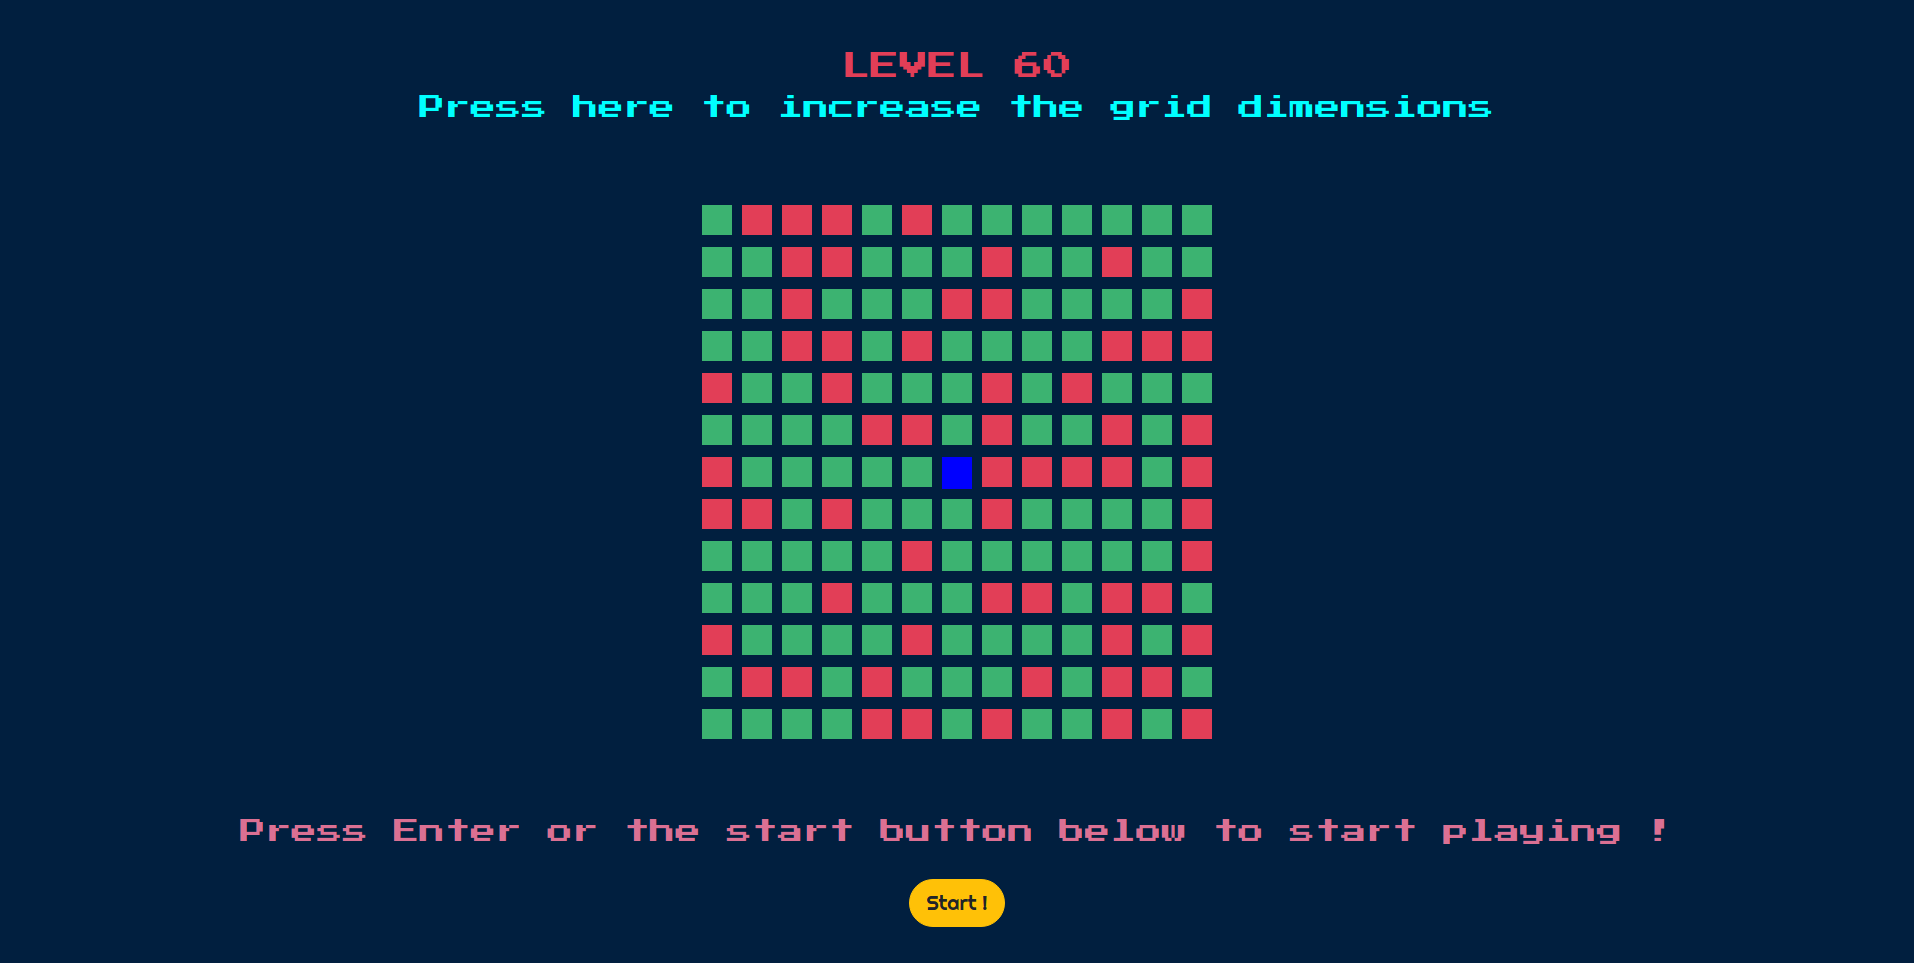 LEVEL 60
Press here to increase the grid dimensions
Press Enter or the start button below to start playing !
Start !